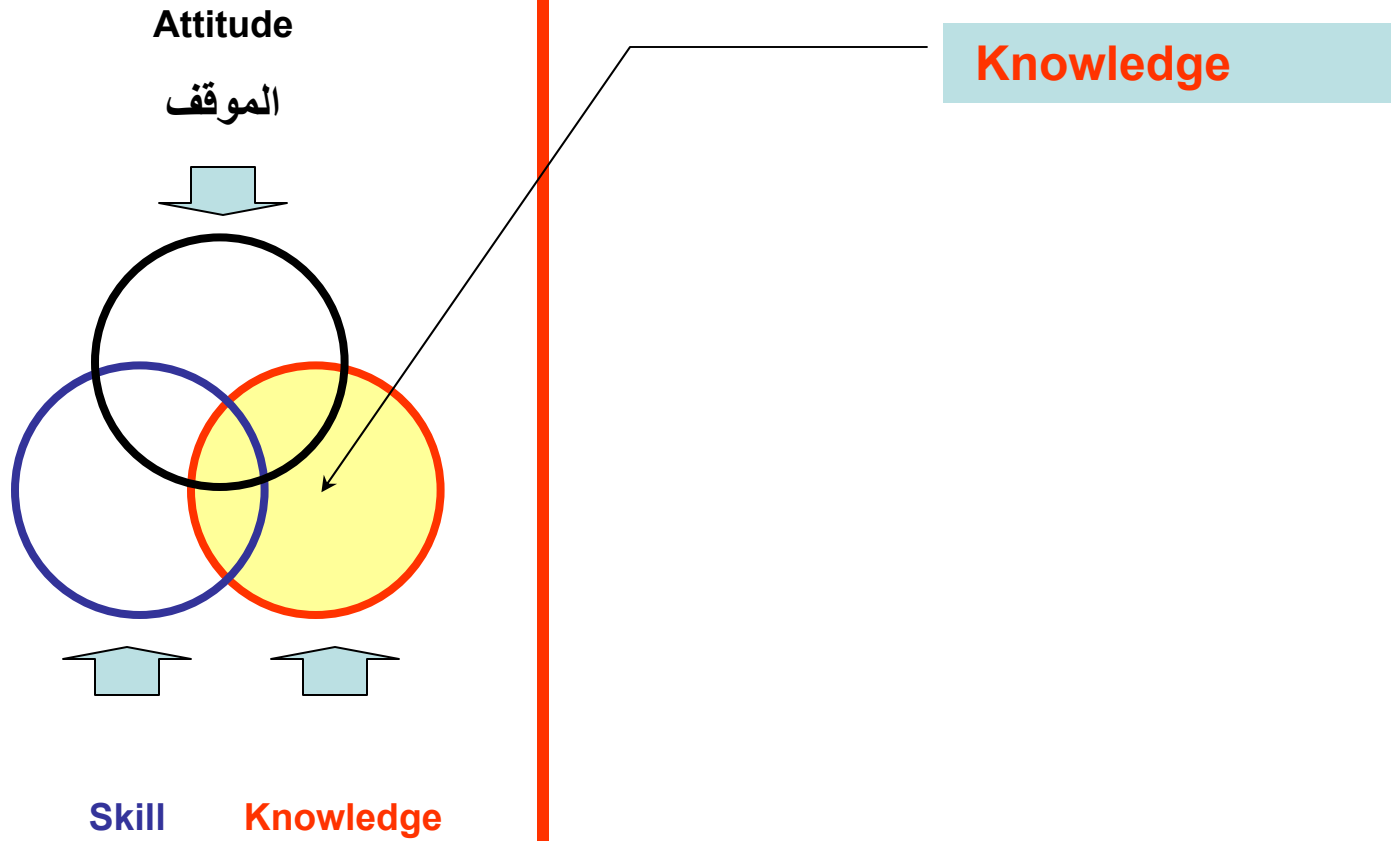 Attitude
الموقف
Knowledge
Skill
Knowledge